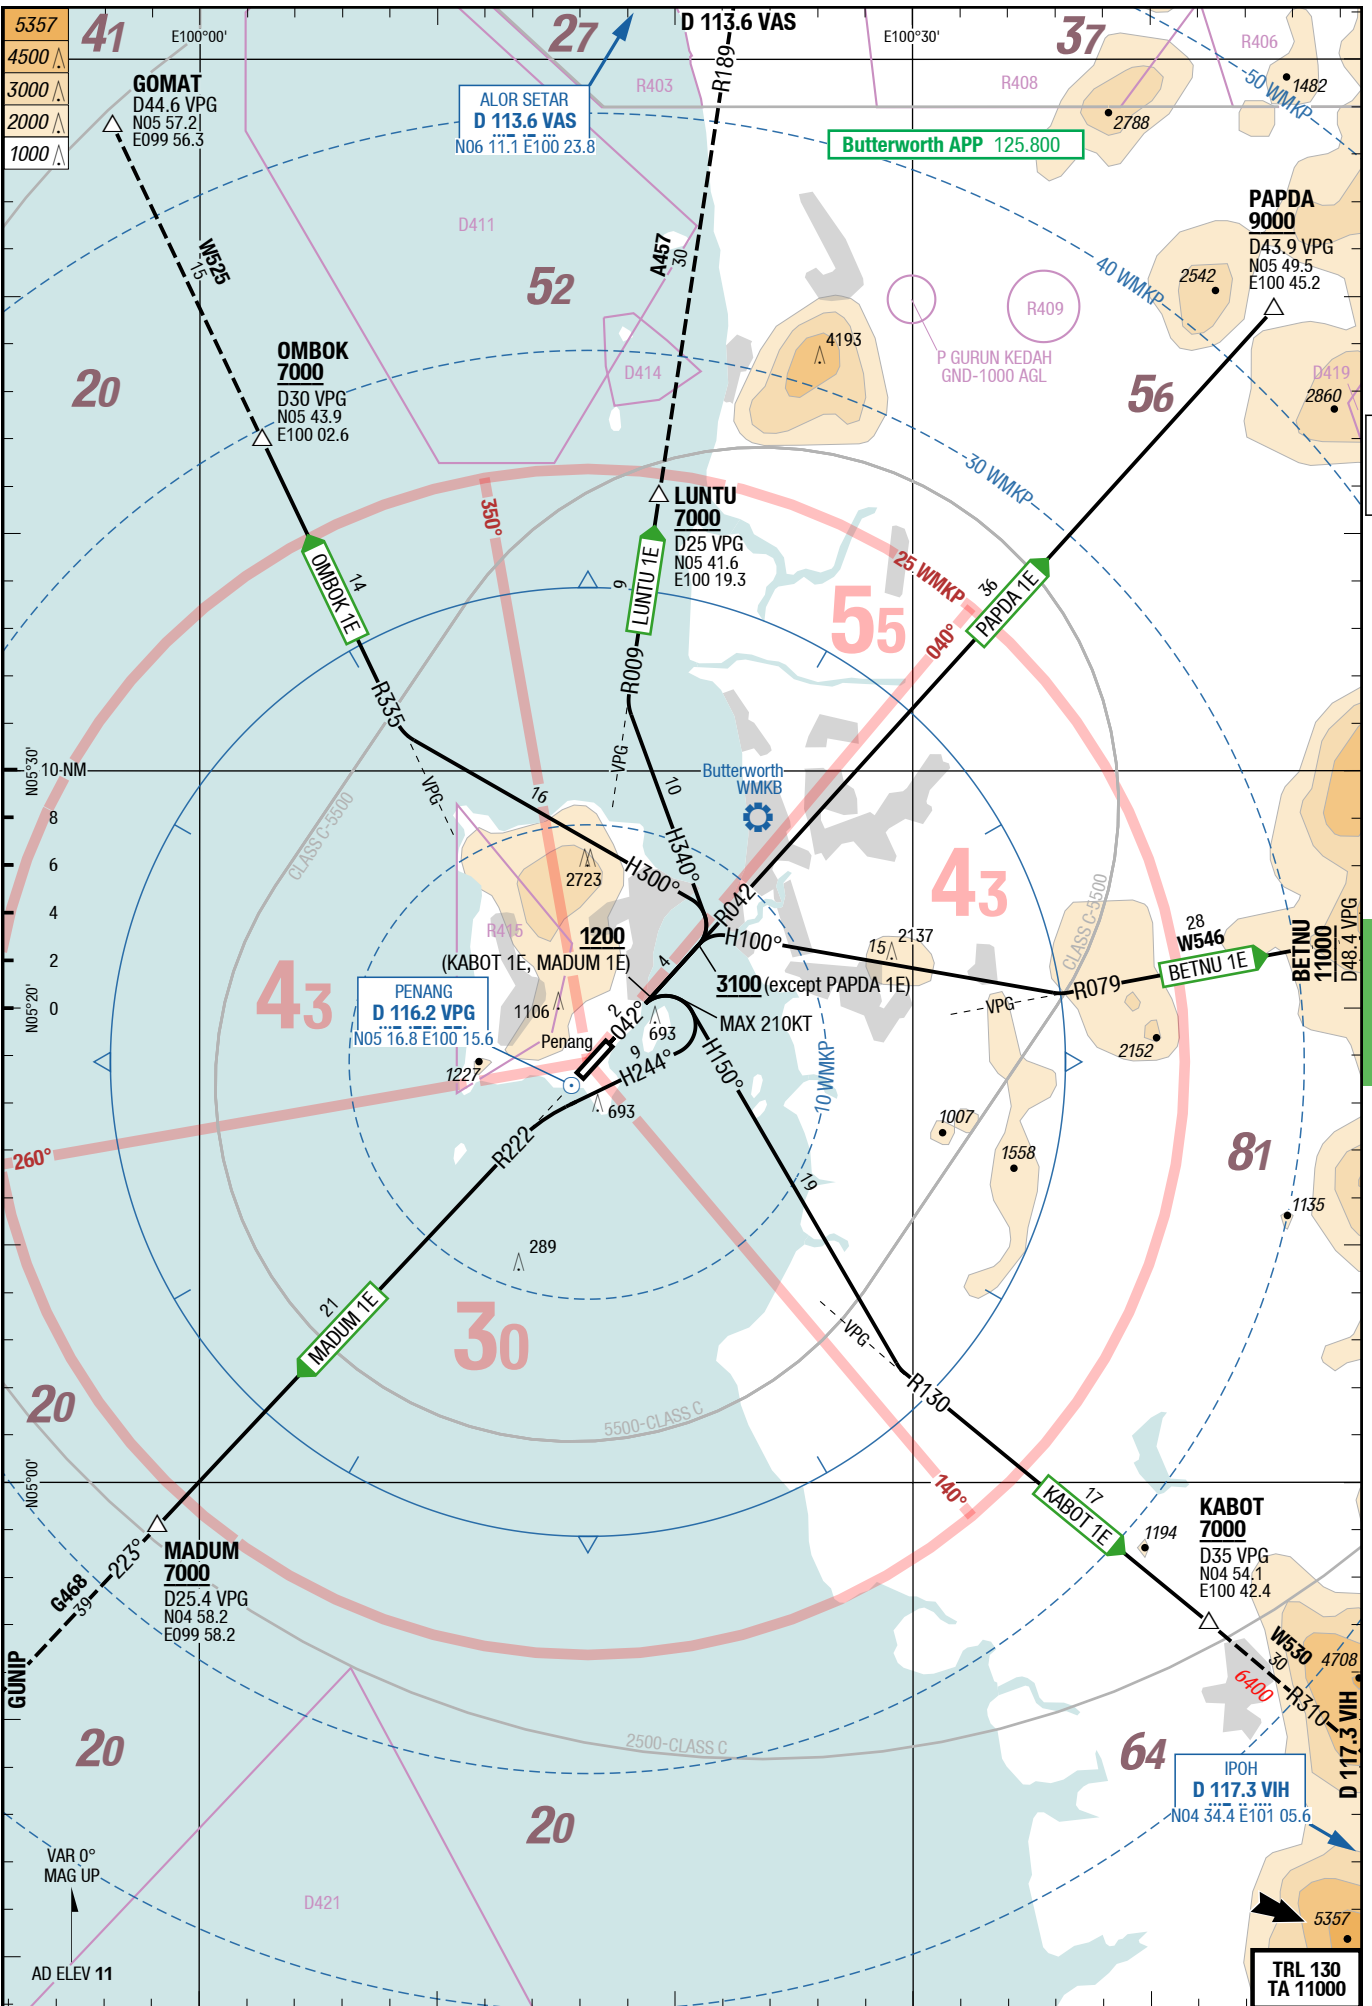 5357
4500
3000
2000
1000
41
E100°00'
27
D 113.6 VAS
E100°30'
37
R406
R403
R408
50 WMKP
1482
2788
R189
GOMAT
D44.6 VPG
N05 57.2
E099 56.3
ALOR SETAR
D 113.6 VAS
N06 11.1 E100 23.8
Butterworth APP 125.800
PAPDA
9000
D43.9 VPG
N05 49.5
E100 45.2
D411
W525
15
A457
30
52
40 WMKP
2542
R409
P GURUN KEDAH
GND-1000 AGL
4193
D414
D419
2860
56
20
OMBOK
7000
D30 VPG
N05 43.9
E100 02.6
30 WMKP
LUNTU
7000
D25 VPG
N05 41.6
E100 19.3
350°
25 WMKP
040°
55
OMBOK 1E
14
LUNTU 1E
9
PAPDA 1E
36
R335
R009
VPG
VPG
N05°30'
10 NM
8
6
4
2
0
N05°20'
Butterworth
WMKB
CLASS C-5500
16
10
H340°
H300°
R042
2723
43
R415
1200
(KABOT 1E, MADUM 1E)
4
H100°
15
2137
CLASS C-5500
28
W546
BETNU 1E
BETNU
11000
D48.4 VPG
3100 (except PAPDA 1E)
R079
VPG
43
PENANG
D 116.2 VPG
N05 16.8 E100 15.6
1106
2
042°
693
MAX 210KT
Penang
9
H244°
H150°
1227
693
2152
10 WMKP
1007
1558
81
1135
260°
R222
19
289
30
21
MADUM 1E
VPG
R130
20
5500-CLASS C
N05°00'
140°
17
KABOT 1E
1194
KABOT
7000
D35 VPG
N04 54.1
E100 42.4
MADUM
7000
D25.4 VPG
N04 58.2
E099 58.2
223°
G468
39
GUNIP
W530
30
6400
R310
4708
D 117.3 VIH
20
2500-CLASS C
64
IPOH
D 117.3 VIH
N04 34.4 E101 05.6
20
VAR 0°
MAG UP
D421
5357
AD ELEV 11
TRL 130
TA 11000